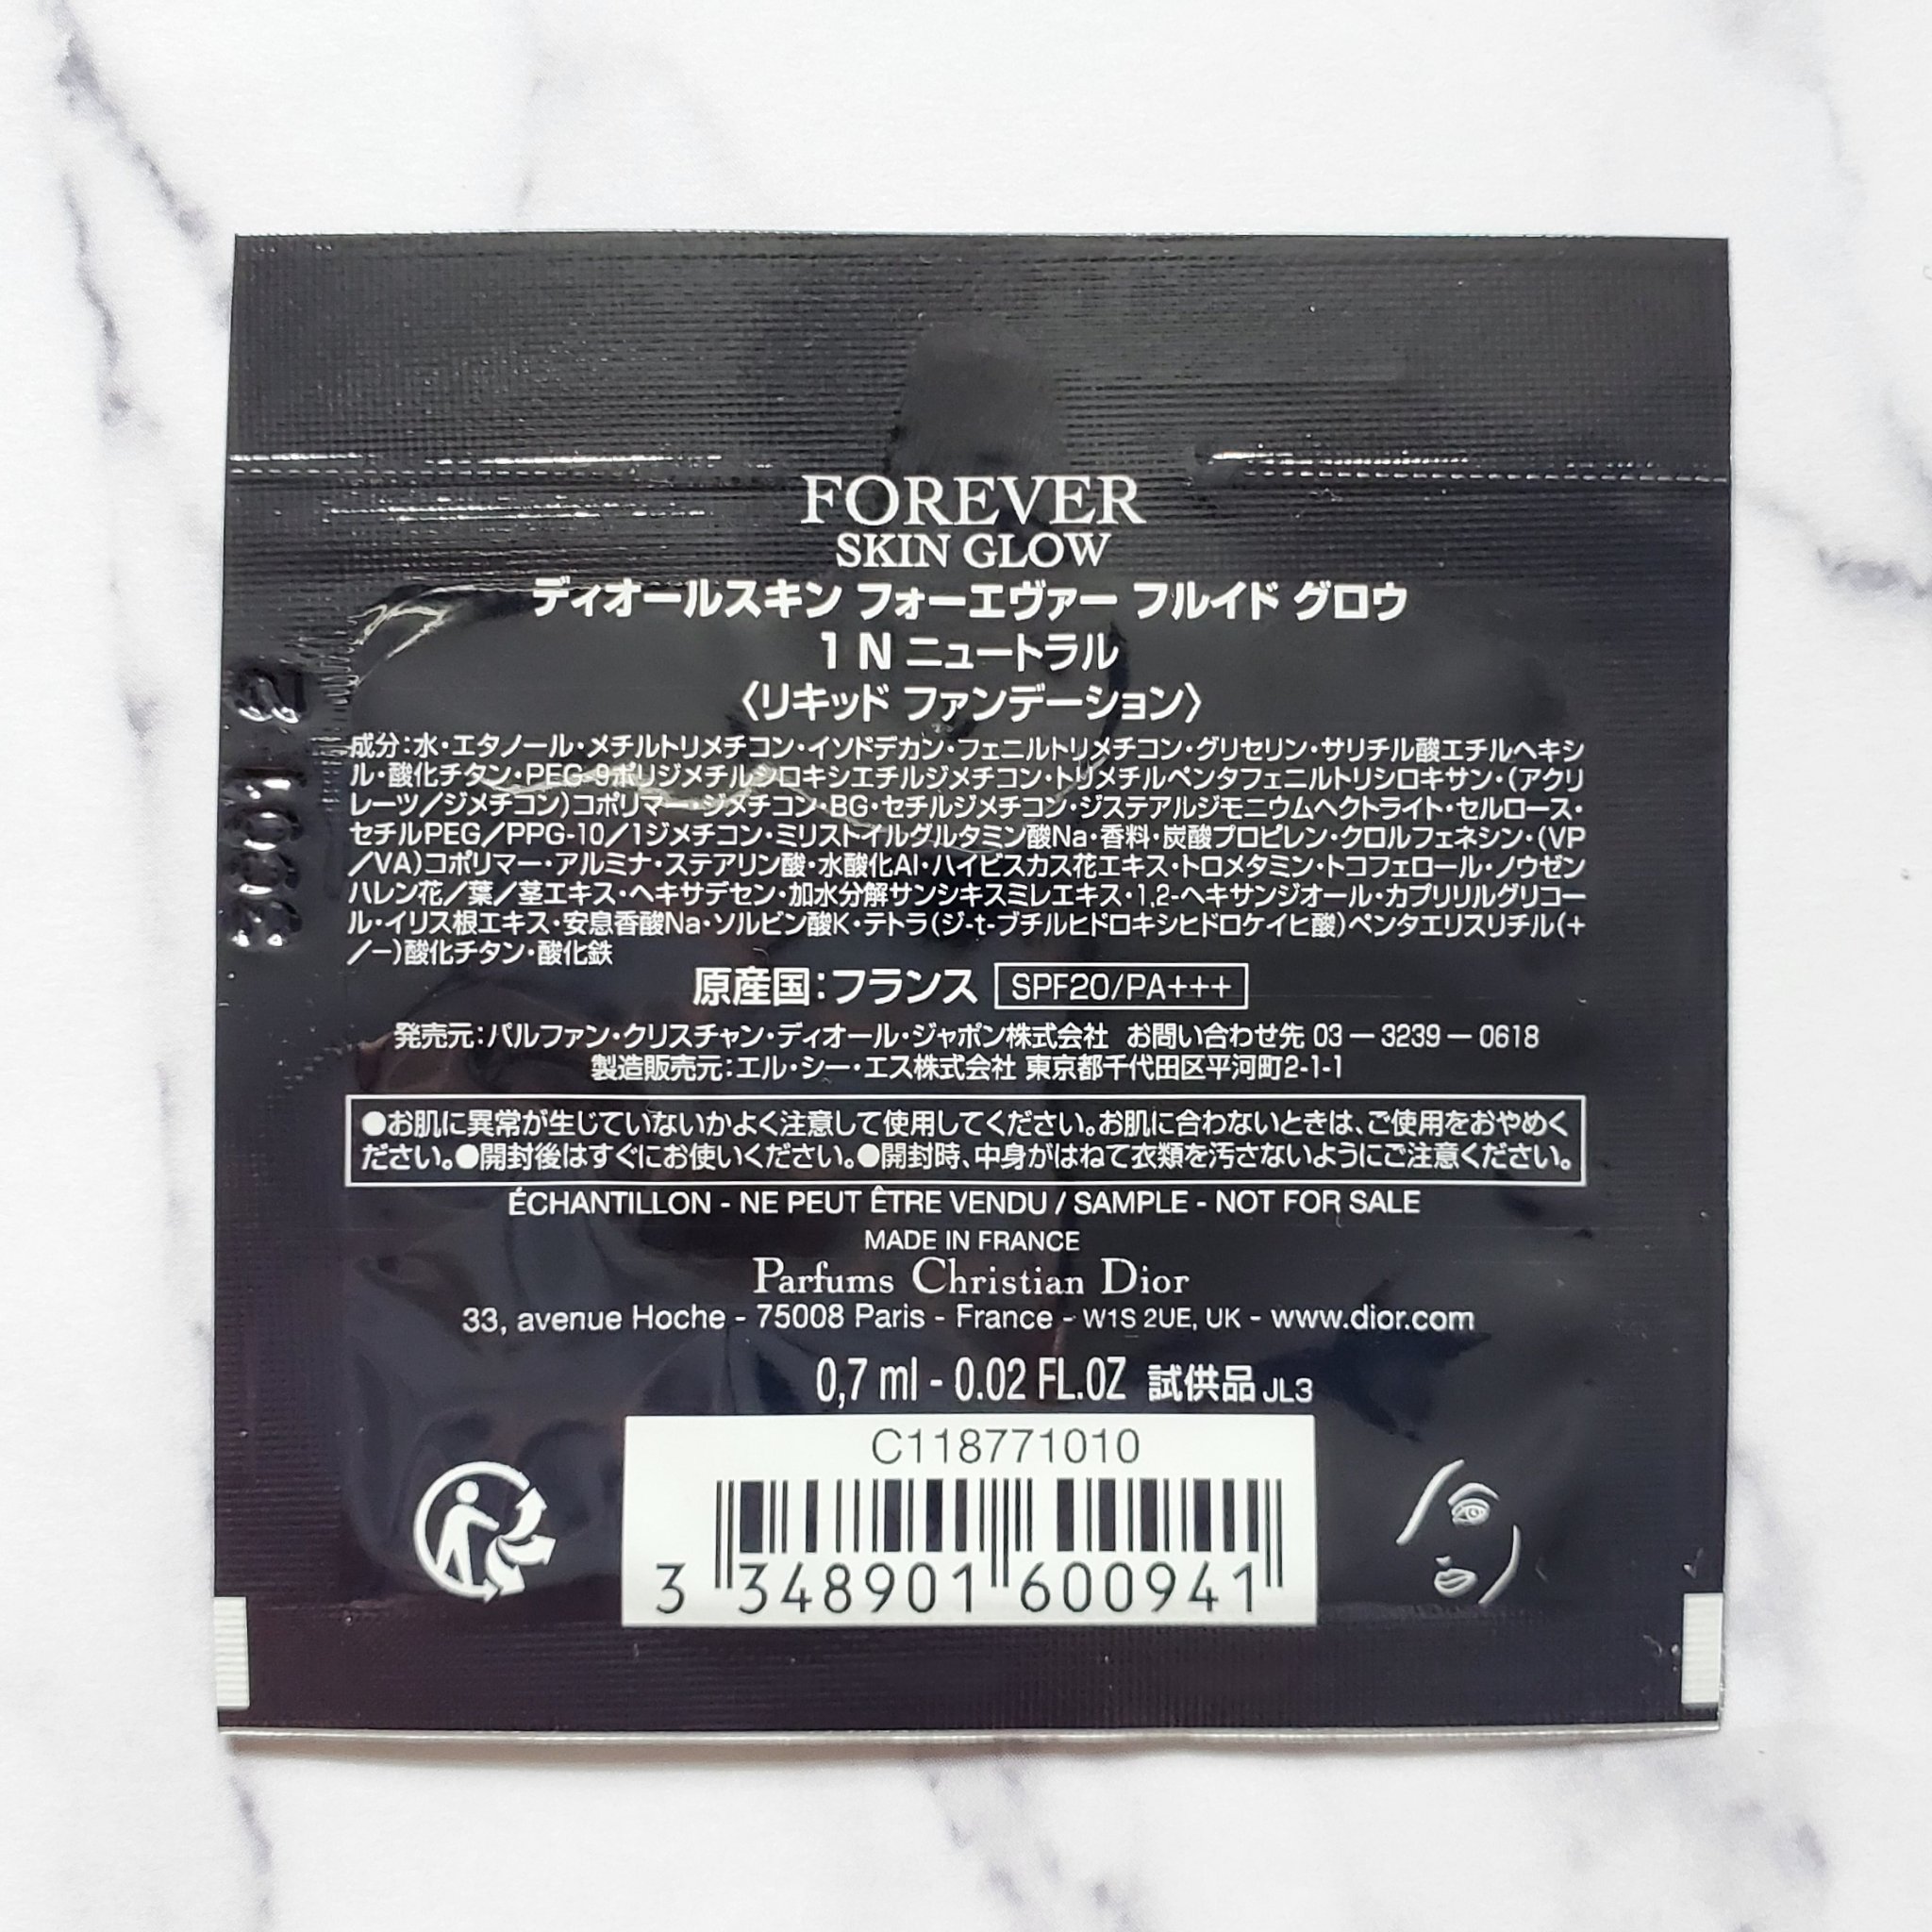 FOREVER
SKIN GLOW
ディオールスキン フォーエヴァー フルイド グロウ
1 N ニュートラル
〈リキッド ファンデーション〉
成分:水・エタノール・メチルトリメチコン・イソドデカン・フェニルトリメチコン・グリセリン・サリチル酸エチルヘキシ
ル・酸化チタン・PEG-9ポリジメチルシロキシエチルジメチコン・トリメチルペンタフェニルトリシロキサン・(アクリ
レーツ／ジメチコン)コポリマー・ジメチコン・BG・セチルジメチコン・ジステアルジモニウムヘクトライト・セルロース・
セチルPEG／PPG-10／1ジメチコン・ミリストイルグルタミン酸Na・香料・炭酸プロピレン・クロルフェネシン・(VP
／VA)コポリマー・アルミナ・ステアリン酸・水酸化Al・ハイビスカス花エキス・トロメタミン・トコフェロール・ノウゼン
ハレン花／葉／茎エキス・ヘキサデセン・加水分解サンシキスミレエキス・1,2-ヘキサンジオール・カプリリルグリコー
ル・イリス根エキス・安息香酸Na・ソルビン酸K・テトラ(ジ-t-ブチルヒドロキシヒドロケイヒ酸)ペンタエリスリチル(+
／−)酸化チタン・酸化鉄
原産国:フランス SPF20/PA+++
発売元:パルファン・クリスチャン・ディオール・ジャポン株式会社 お問い合わせ先 03 ― 3239 ― 0618
製造販売元:エル・シー・エス株式会社 東京都千代田区平河町2-1-1
●お肌に異常が生じていないかよく注意して使用してください。お肌に合わないときは、ご使用をおやめく
ださい。●開封後はすぐにお使いください。●開封時、中身がはねて衣類を汚さないようにご注意ください。
ÉCHANTILLON - NE PEUT ÊTRE VENDU / SAMPLE - NOT FOR SALE
MADE IN FRANCE
Parfums Christian Dior
33, avenue Hoche - 75008 Paris - France - W1S 2UE, UK - www.dior.com
0,7 ml - 0.02 FL.OZ 試供品 JL3
C118771010
3 348901 600941